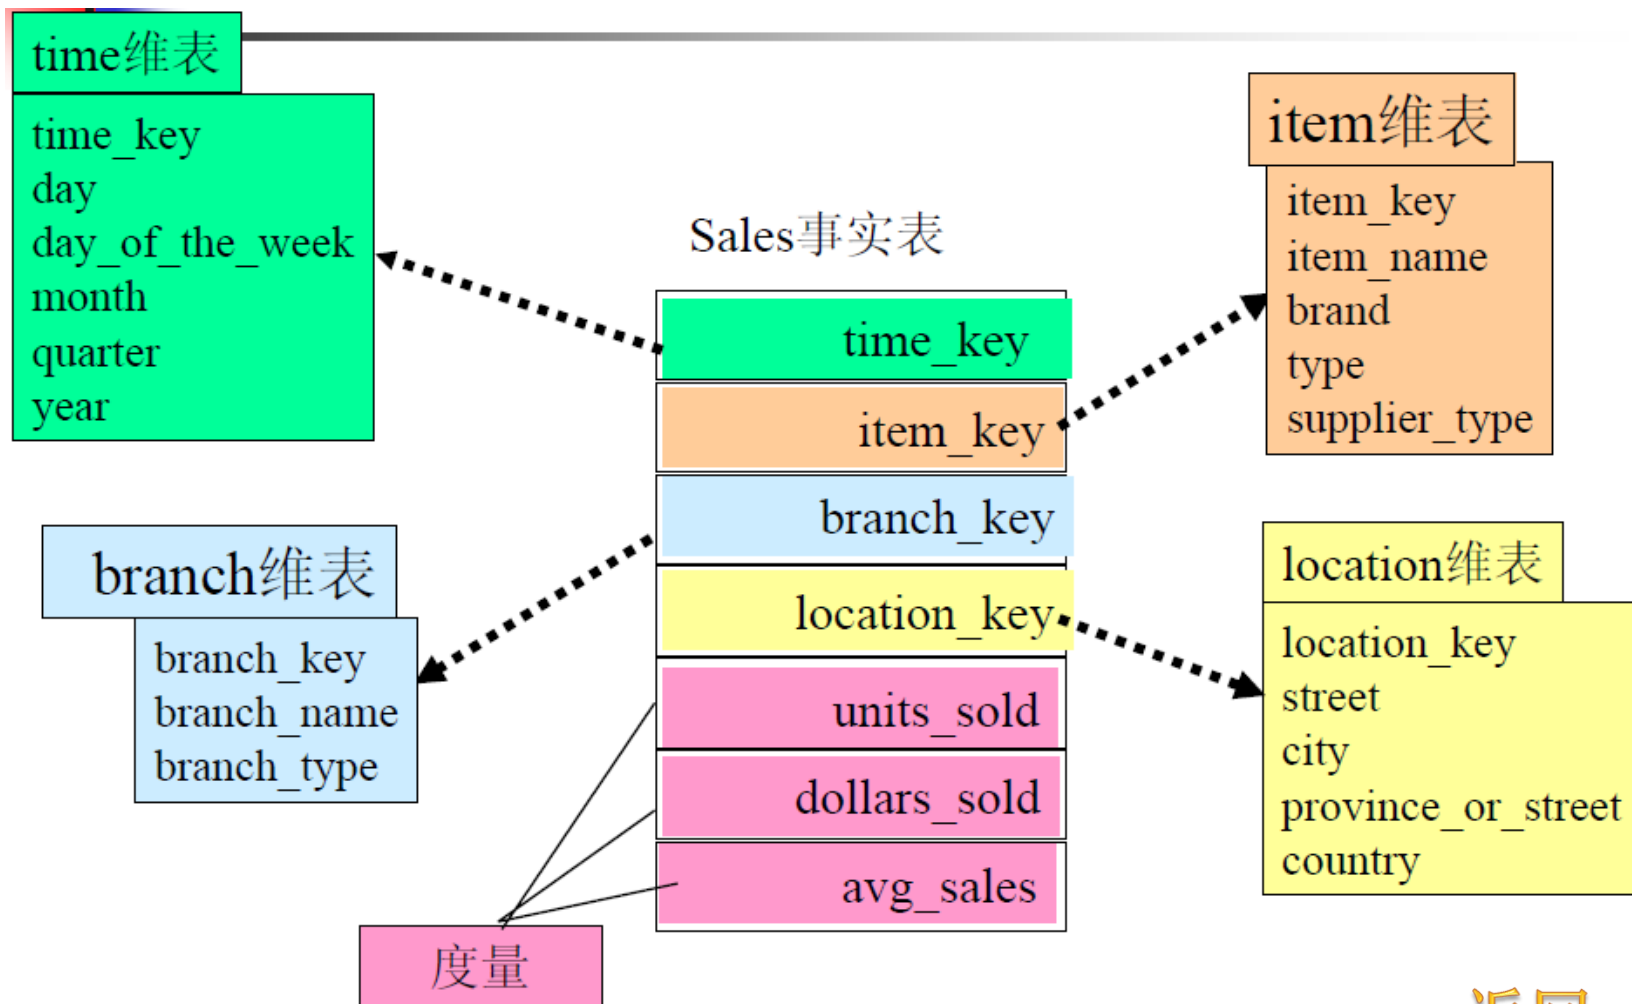 time维表
time_key
day
day_of_the_week
month
quarter
year
item维表
item_key
item_name
brand
type
supplier_type
Sales事实表
time_key
item_key
branch_key
location_key
units_sold
dollars_sold
avg_sales
branch维表
branch_key
branch_name
branch_type
location维表
location_key
street
city
province_or_street
country
度量
返回